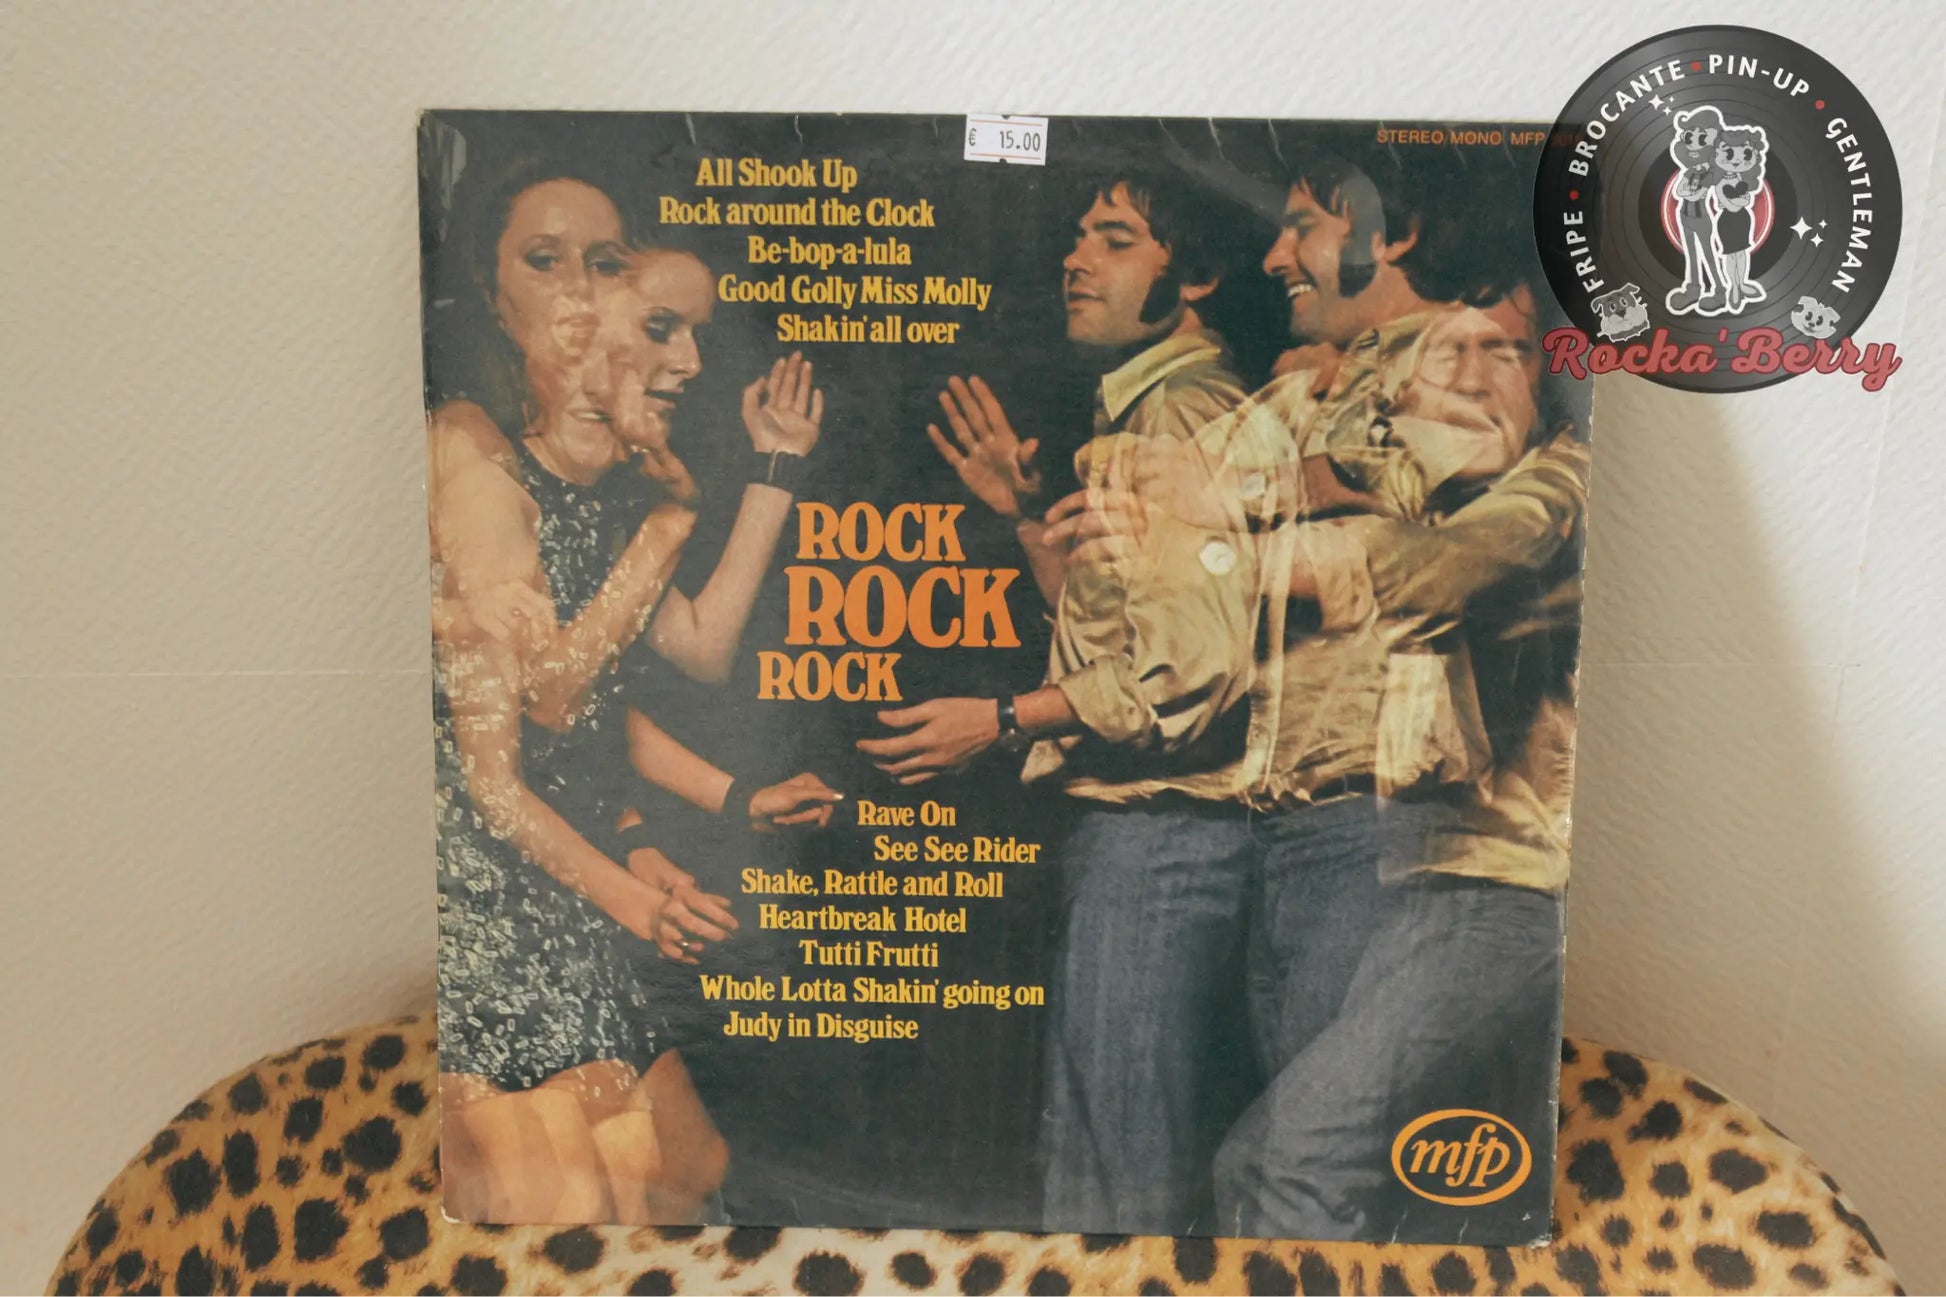 € 15.00
STEREO/MONO MFP
All Shook Up
Rock around the Clock
Be-bop-a-lula
Good Golly Miss Molly
Shakin' all over
ROCK
ROCK
ROCK
Rave On
See See Rider
Shake, Rattle and Roll
Heartbreak Hotel
Tutti Frutti
Whole Lotta Shakin' going on
Judy in Disguise
mfp
FRIPE • BROCANTE • PIN-UP • GENTLEMAN
Rocka'Berry